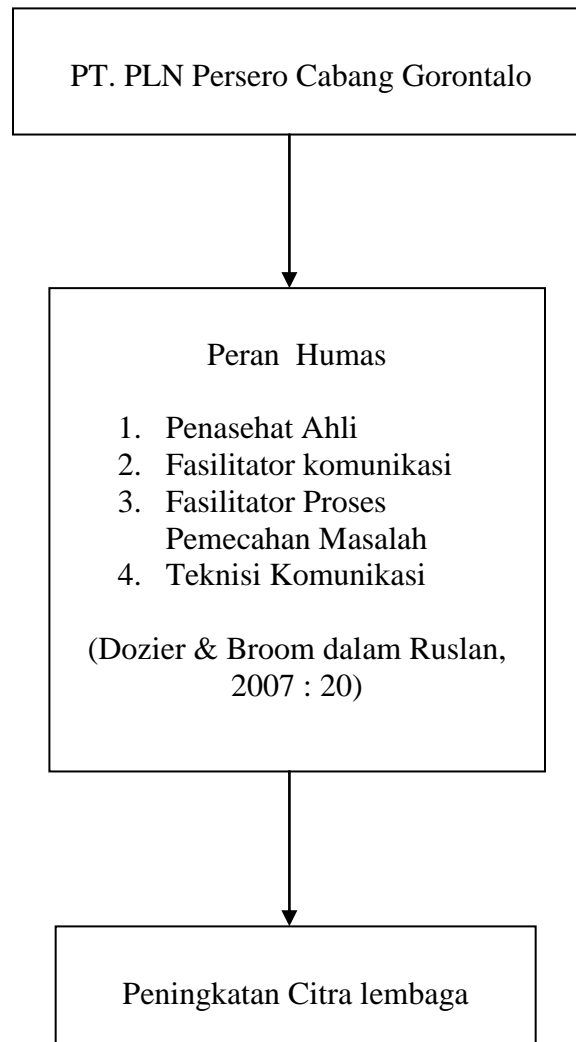 PT. PLN Persero Cabang Gorontalo
Peran Humas
1. Penasehat Ahli
2. Fasilitator komunikasi
3. Fasilitator Proses
Pemecahan Masalah
4. Teknisi Komunikasi
(Dozier & Broom dalam Ruslan,
2007 : 20)
Peningkatan Citra lembaga